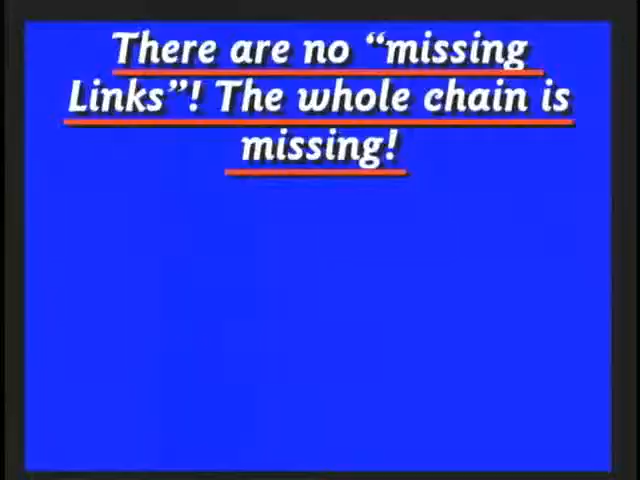 There are no “missing
Links”! The whole chain is
missing!